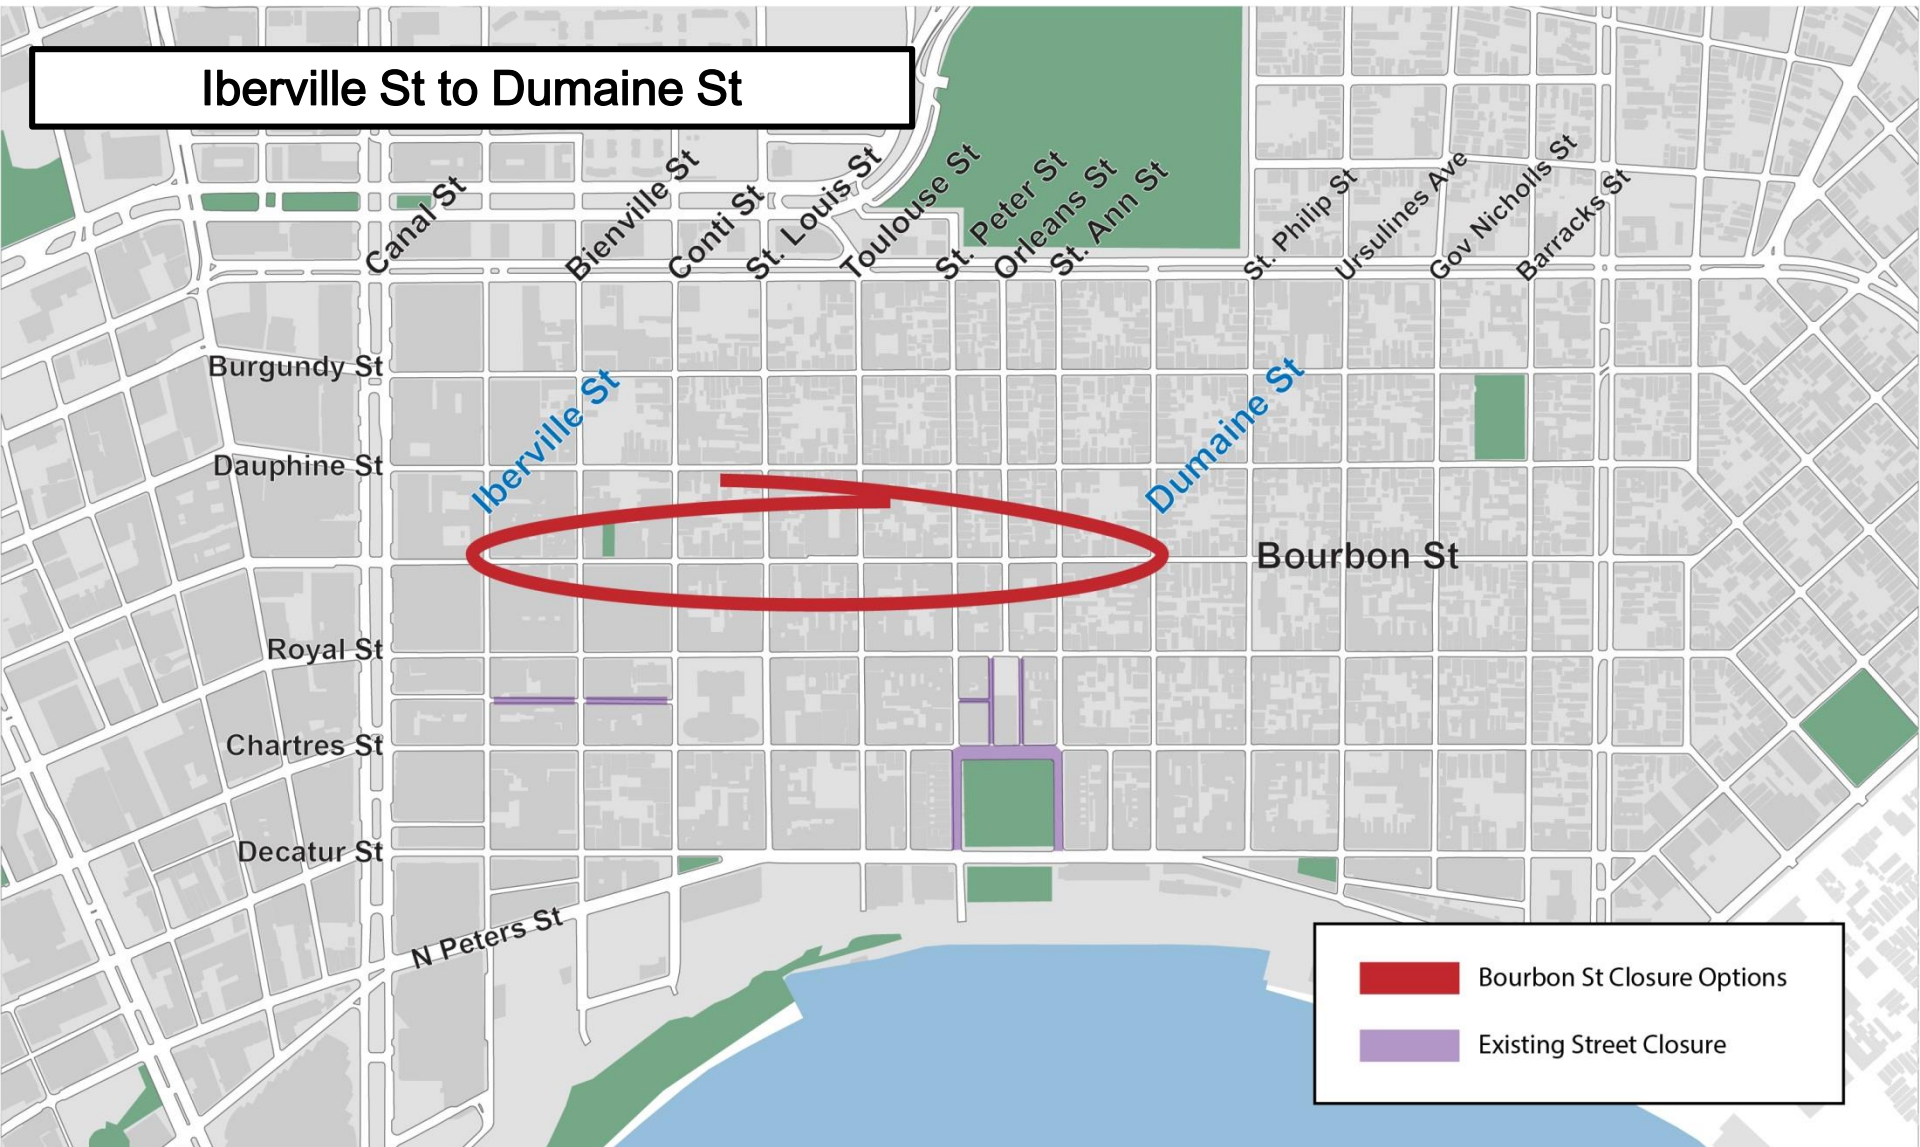 Iberville St to Dumaine St
Canal St
Bienville St
Conti St
St. Louis St
Toulouse St
St. Peter St
Orleans St
St. Ann St
St. Philip St
Ursulines Ave
Gov Nicholls St
Barracks St
Burgundy St
Iberville St
Dumaine St
Dauphine St
Bourbon St
Royal St
Chartres St
Decatur St
N Peters St
Bourbon St Closure Options
Existing Street Closure